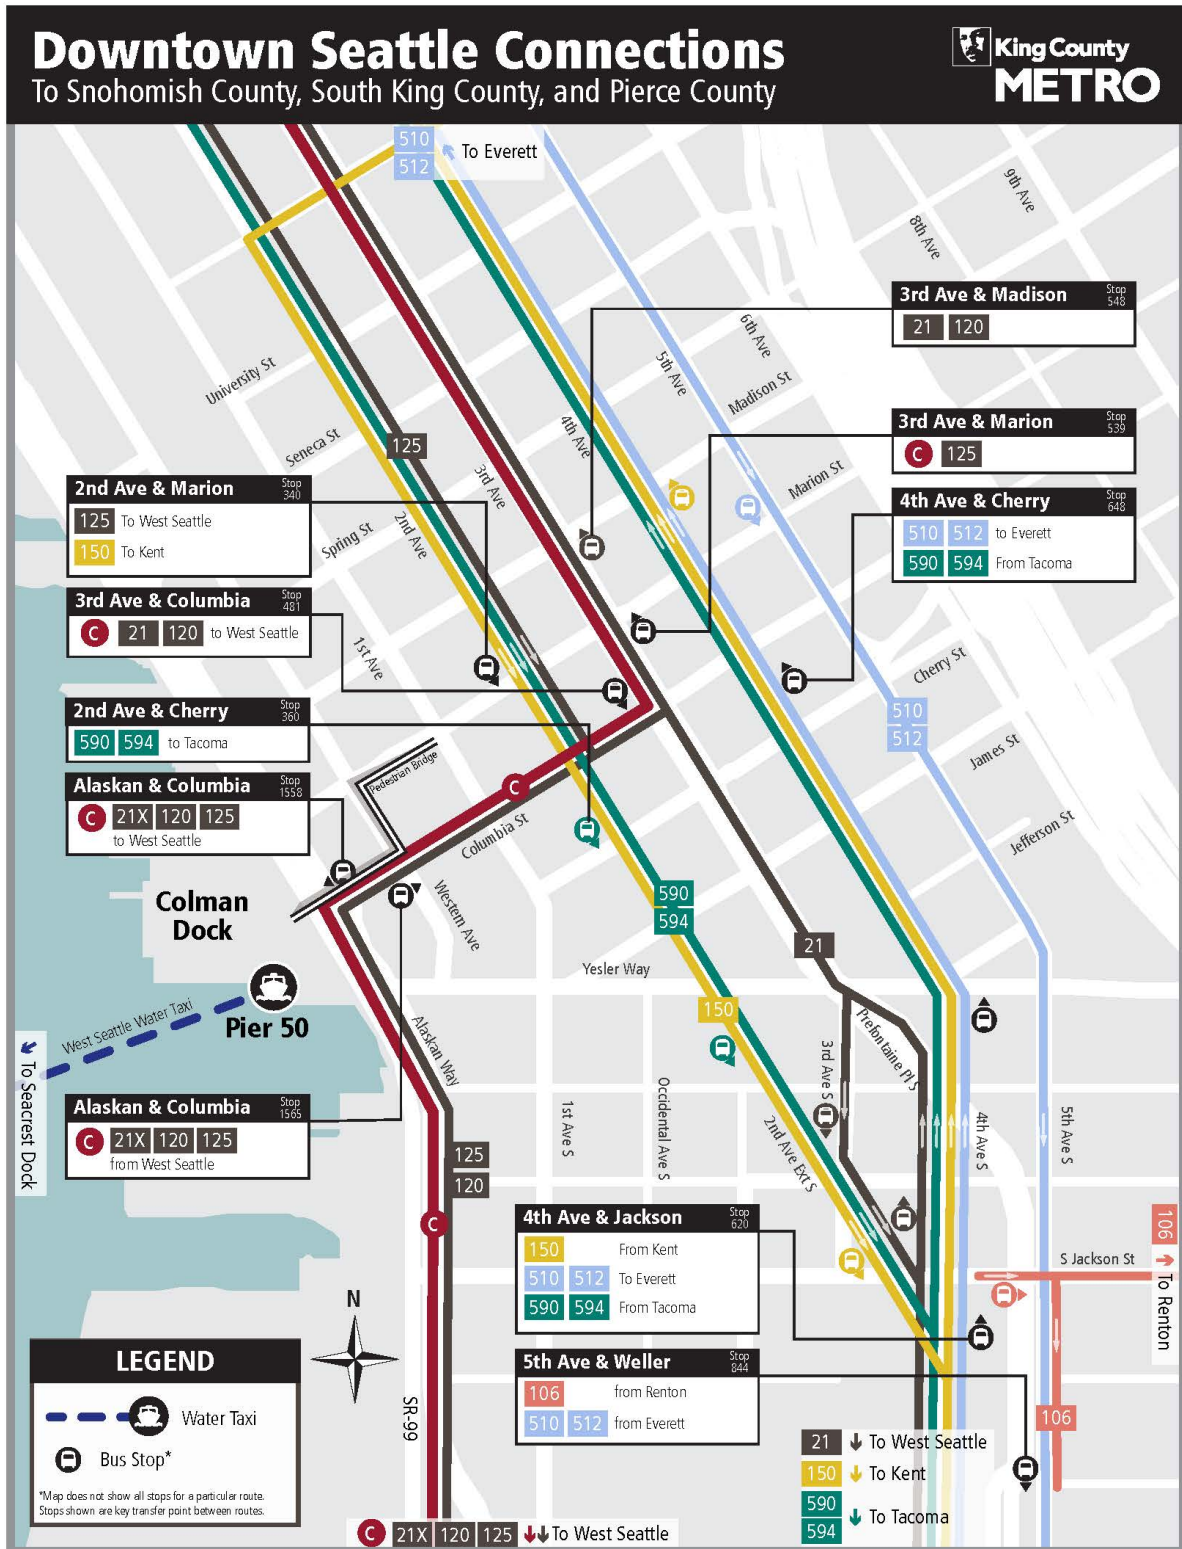 Downtown Seattle Connections
To Snohomish County, South King County, and Pierce County
King County
METRO
510
512
To Everett
9th Ave
8th Ave
3rd Ave & Madison
Stop
548
21 120
6th Ave
5th Ave
Madison St
University St
4th Ave
3rd Ave & Marion
Stop
539
C 125
Seneca St
125
3rd Ave
Marion St
2nd Ave & Marion
Stop
340
125 To West Seattle
150 To Kent
4th Ave & Cherry
Stop
648
510 512 to Everett
590 594 From Tacoma
Spring St
2nd Ave
3rd Ave & Columbia
Stop
481
C 21 120 to West Seattle
1st Ave
Cherry St
2nd Ave & Cherry
Stop
360
590 594 to Tacoma
510
512
James St
Pedestrian Bridge
Alaskan & Columbia
Stop
1558
C 21X 120 125
to West Seattle
C
Columbia St
Jefferson St
Colman
Dock
Western Ave
590
594
21
Yesler Way
Pier 50
West Seattle Water Taxi
To Seacrest Dock
150
Alaskan Way
Prefontaine Pl S
3rd Ave S
Alaskan & Columbia
Stop
1565
C 21X 120 125
from West Seattle
1st Ave S
Occidental Ave S
2nd Ave Ext S
4th Ave S
5th Ave S
125
120
C
4th Ave & Jackson
Stop
620
150 From Kent
510 512 To Everett
590 594 From Tacoma
S Jackson St
106 To Renton
5th Ave & Weller
Stop
844
106 from Renton
510 512 from Everett
106
N
SR-99
LEGEND
Water Taxi
Bus Stop*
*Map does not show all stops for a particular route.
Stops shown are key transfer point between routes.
21 To West Seattle
150 To Kent
590
594
To Tacoma
C 21X 120 125 To West Seattle